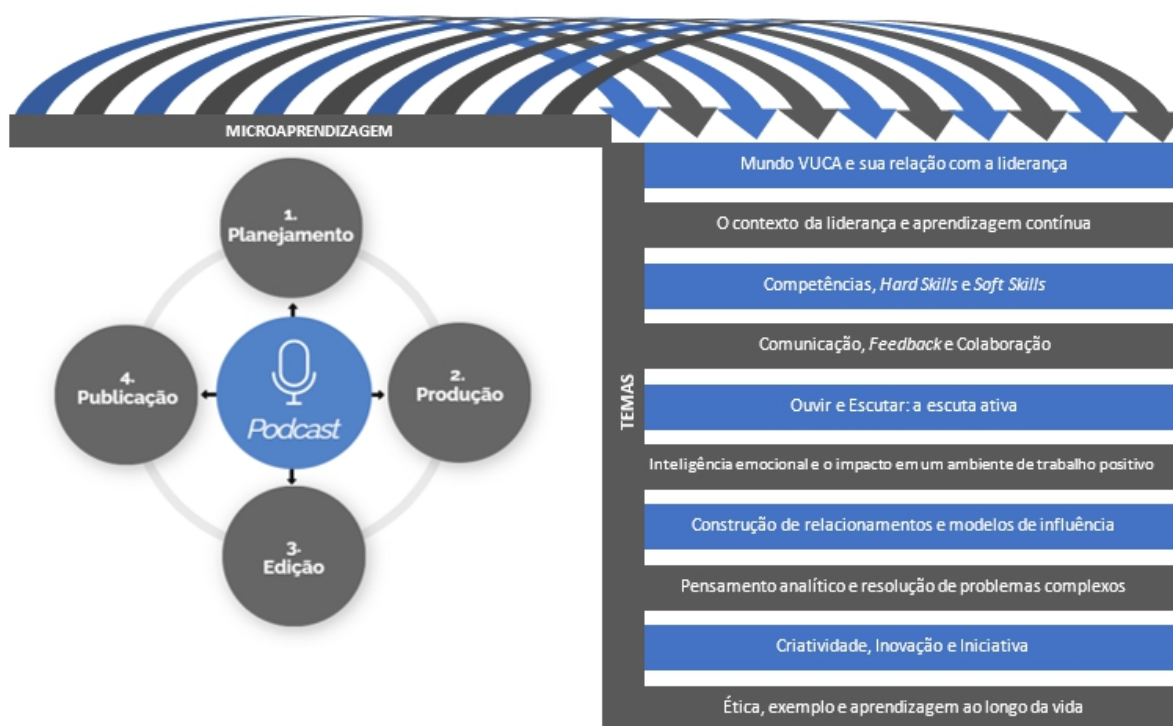 MICROAPRENDIZAGEM
1.
Planejamento
2.
Produção
3.
Edição
4.
Publicação
Podcast
TEMAS
Mundo VUCA e sua relação com a liderança
O contexto da liderança e aprendizagem contínua
Competências, Hard Skills e Soft Skills
Comunicação, Feedback e Colaboração
Ouvir e Escutar: a escuta ativa
Inteligência emocional e o impacto em um ambiente de trabalho positivo
Construção de relacionamentos e modelos de influência
Pensamento analítico e resolução de problemas complexos
Criatividade, Inovação e Iniciativa
Ética, exemplo e aprendizagem ao longo da vida